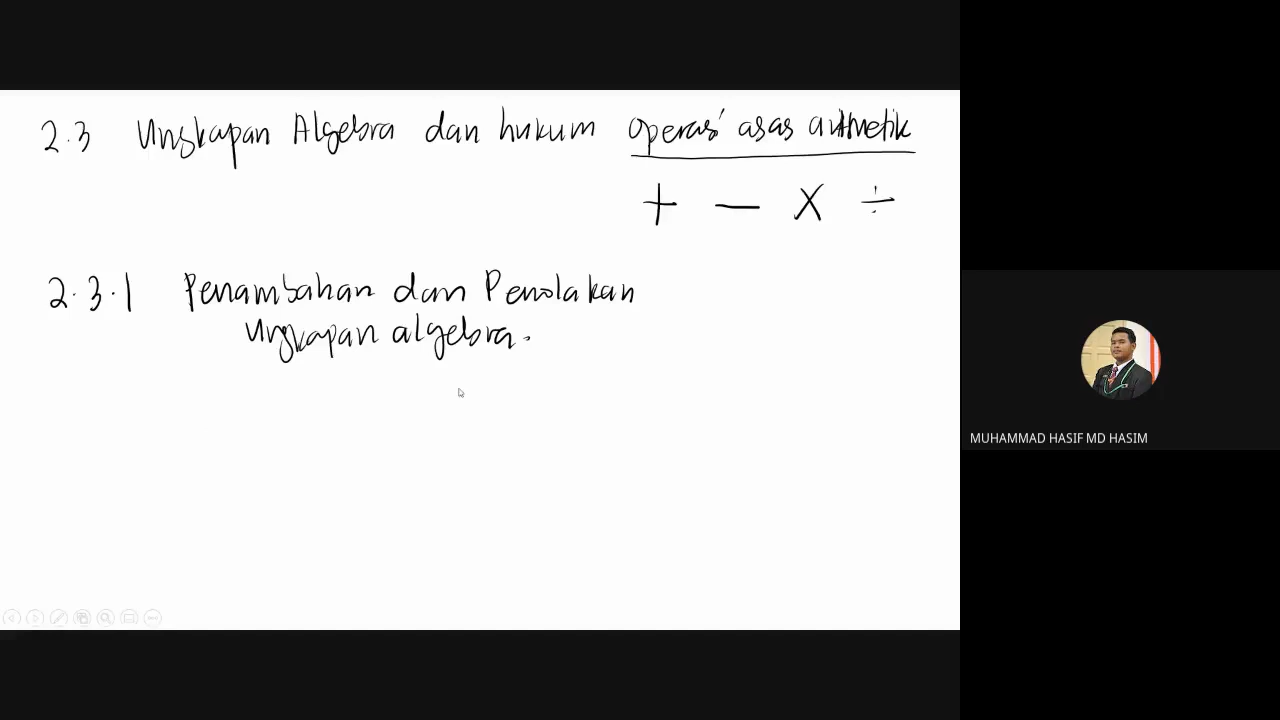 2.3 Ungkapan Algebra dan hukum operasi asas aritmetik
+ − × ÷
2.3.1 Penambahan dan Penolakan
ungkapan algebra.
MUHAMMAD HASIF MD HASIM